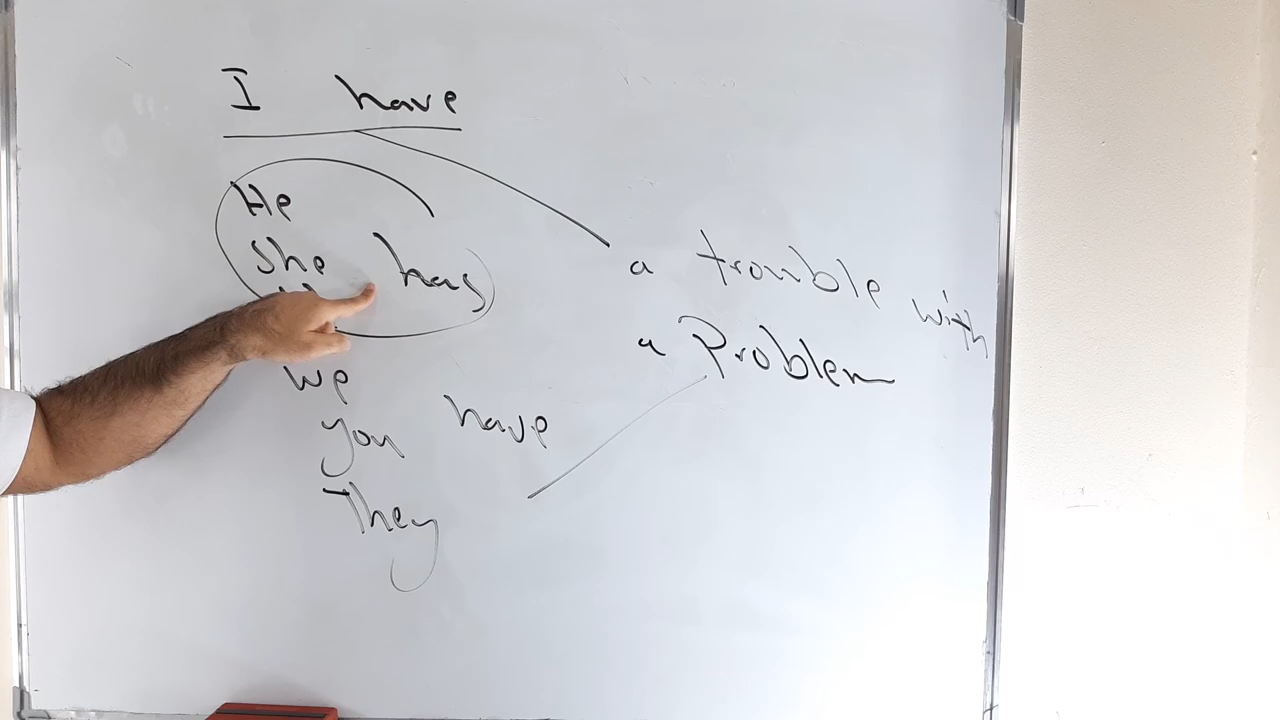 I have
He
She has
we
you have
They
a trouble with
a Problem